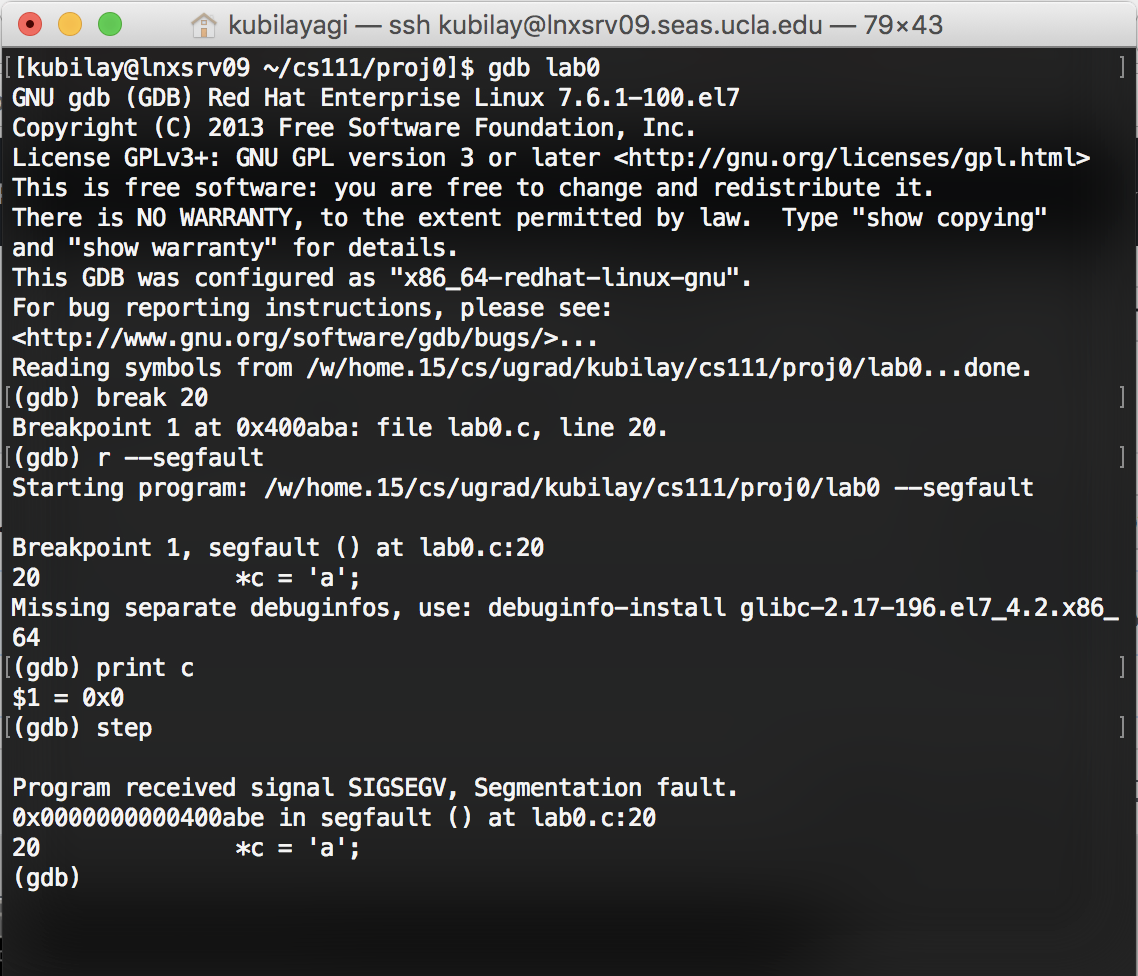 kubilayagi — ssh kubilay@lnxsrv09.seas.ucla.edu — 79×43
[[kubilay@lnxsrv09 ~/cs111/proj0]$ gdb lab0 ]
GNU gdb (GDB) Red Hat Enterprise Linux 7.6.1-100.el7
Copyright (C) 2013 Free Software Foundation, Inc.
License GPLv3+: GNU GPL version 3 or later <http://gnu.org/licenses/gpl.html>
This is free software: you are free to change and redistribute it.
There is NO WARRANTY, to the extent permitted by law.  Type "show copying"
and "show warranty" for details.
This GDB was configured as "x86_64-redhat-linux-gnu".
For bug reporting instructions, please see:
<http://www.gnu.org/software/gdb/bugs/>...
Reading symbols from /w/home.15/cs/ugrad/kubilay/cs111/proj0/lab0...done.
[(gdb) break 20 ]
Breakpoint 1 at 0x400aba: file lab0.c, line 20.
[(gdb) r --segfault ]
Starting program: /w/home.15/cs/ugrad/kubilay/cs111/proj0/lab0 --segfault
Breakpoint 1, segfault () at lab0.c:20
20              *c = 'a';
Missing separate debuginfos, use: debuginfo-install glibc-2.17-196.el7_4.2.x86_
64
[(gdb) print c ]
$1 = 0x0
[(gdb) step ]
Program received signal SIGSEGV, Segmentation fault.
0x0000000000400abe in segfault () at lab0.c:20
20              *c = 'a';
(gdb)